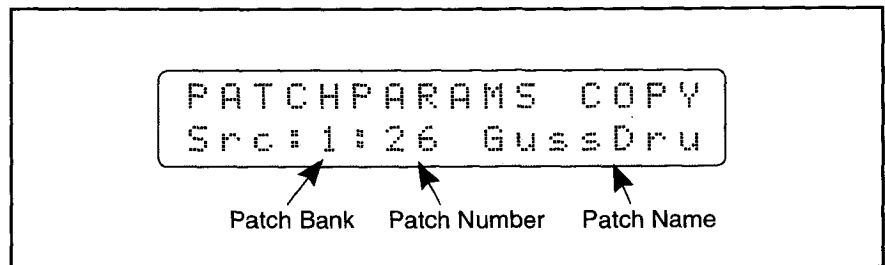 PATCHPARAMS COPY
Src:1:26 GussDru
Patch Bank Patch Number Patch Name